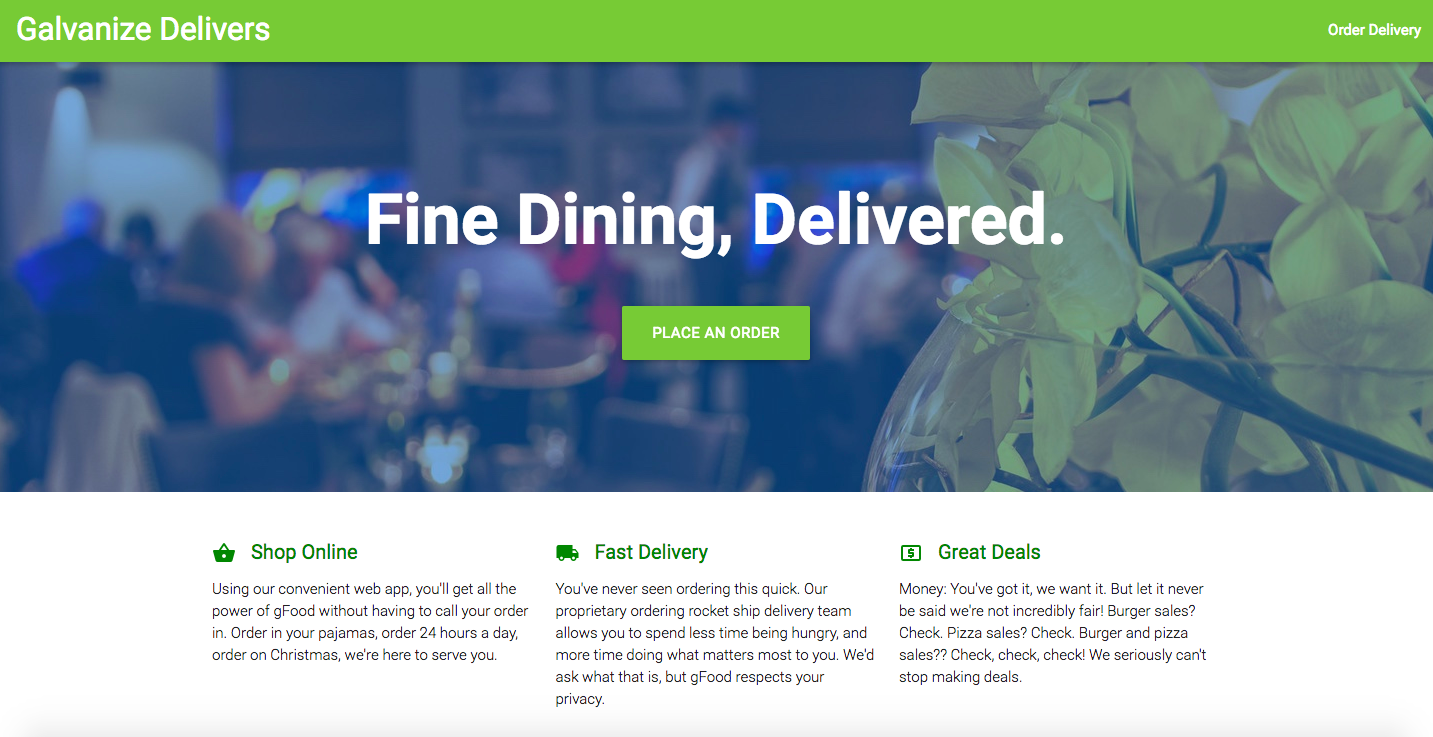 Galvanize Delivers
Order Delivery
Fine Dining, Delivered.
PLACE AN ORDER
Shop Online
Using our convenient web app, you'll get all the
power of gFood without having to call your order
in. Order in your pajamas, order 24 hours a day,
order on Christmas, we're here to serve you.
Fast Delivery
You've never seen ordering this quick. Our
proprietary ordering rocket ship delivery team
allows you to spend less time being hungry, and
more time doing what matters most to you. We'd
ask what that is, but gFood respects your
privacy.
Great Deals
Money: You've got it, we want it. But let it never
be said we're not incredibly fair! Burger sales?
Check. Pizza sales? Check. Burger and pizza
sales?? Check, check, check! We seriously can't
stop making deals.